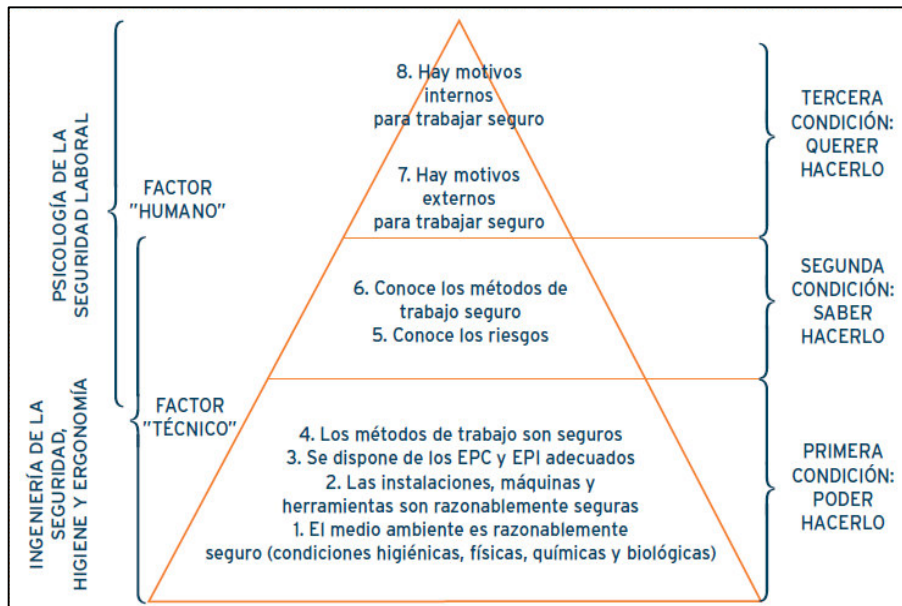 PSICOLOGÍA DE LA
SEGURIDAD LABORAL
INGENIERÍA DE LA
SEGURIDAD,
HIGIENE Y ERGONOMÍA
FACTOR
"HUMANO"
FACTOR
"TÉCNICO"
8. Hay motivos
internos
para trabajar seguro
7. Hay motivos
externos
para trabajar seguro
6. Conoce los métodos de
trabajo seguro
5. Conoce los riesgos
4. Los métodos de trabajo son seguros
3. Se dispone de los EPC y EPI adecuados
2. Las instalaciones, máquinas y
herramientas son razonablemente seguras
1. El medio ambiente es razonablemente
seguro (condiciones higiénicas, físicas, químicas y biológicas)
TERCERA
CONDICIÓN:
QUERER
HACERLO
SEGUNDA
CONDICIÓN:
SABER
HACERLO
PRIMERA
CONDICIÓN:
PODER
HACERLO